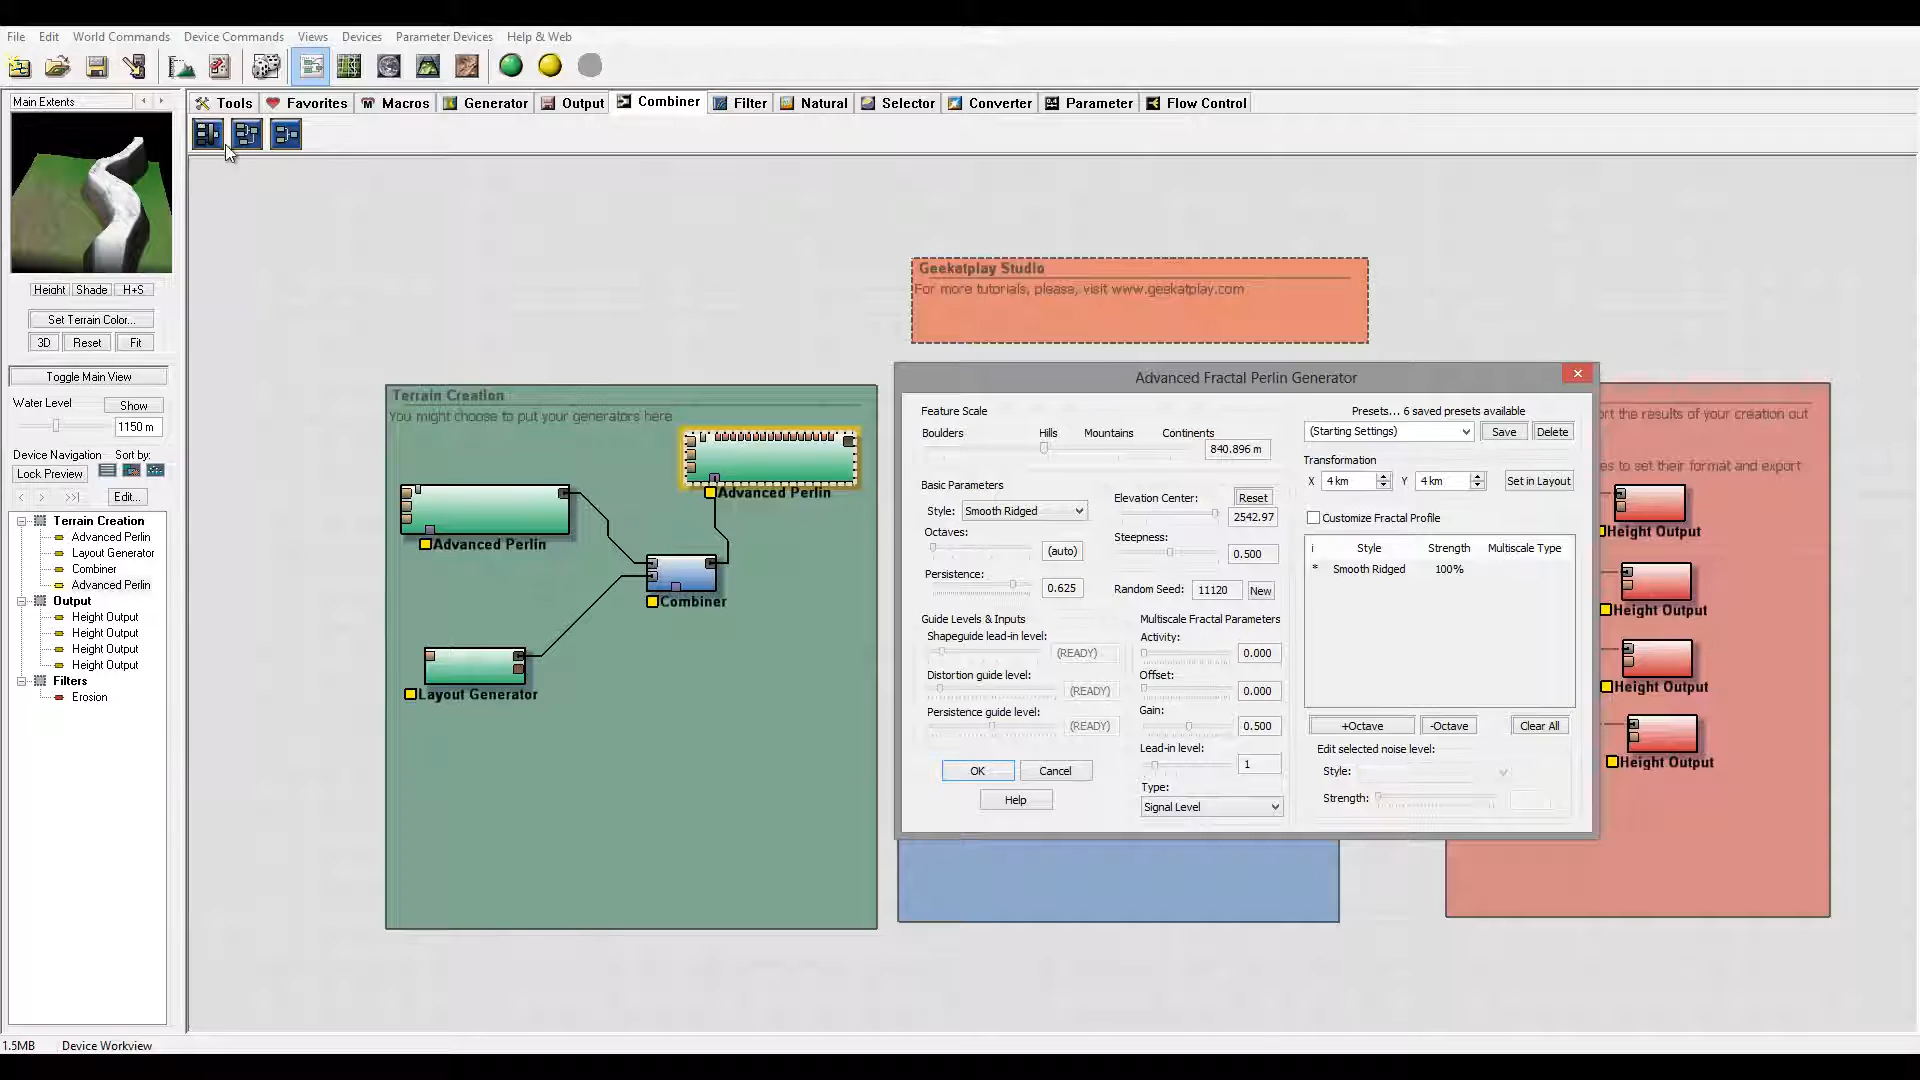 File Edit World Commands Device Commands Views Devices Parameter Devices Help & Web
Main Extents
Tools Favorites Macros Generator Output Combiner Filter Natural Selector Converter Parameter Flow Control
Height Shade H+S
Set Terrain Color...
3D Reset Fit
Toggle Main View
Water Level Show
1150 m
Device Navigation Sort by:
Lock Preview
Edit...
Terrain Creation
Advanced Perlin
Layout Generator
Combiner
Advanced Perlin
Output
Height Output
Height Output
Height Output
Height Output
Filters
Erosion
Geekatplay Studio
For more tutorials, please, visit www.geekatplay.com
Terrain Creation
You might choose to put your generators here
Advanced Perlin
Advanced Perlin
Combiner
Layout Generator
Advanced Fractal Perlin Generator
Feature Scale
Boulders Hills Mountains Continents
840.896 m
Basic Parameters
Style: Smooth Ridged
Octaves:
(auto)
Persistence:
0.625
Elevation Center: Reset
2542.97
Steepness:
0.500
Random Seed: 11120 New
Guide Levels & Inputs
Shapeguide lead-in level:
(READY)
Distortion guide level:
(READY)
Persistence guide level:
(READY)
OK Cancel
Help
Multiscale Fractal Parameters
Activity:
0.000
Offset:
0.000
Gain:
0.500
Lead-in level:
1
Type:
Signal Level
Presets... 6 saved presets available
(Starting Settings) Save Delete
Transformation
X 4 km Y 4 km Set in Layout
Customize Fractal Profile
i Style Strength Multiscale Type
* Smooth Ridged 100%
+Octave -Octave Clear All
Edit selected noise level:
Style:
Strength:
ort the results of your creation out
es to set their format and export
Height Output
Height Output
Height Output
Height Output
1.5MB Device Workview